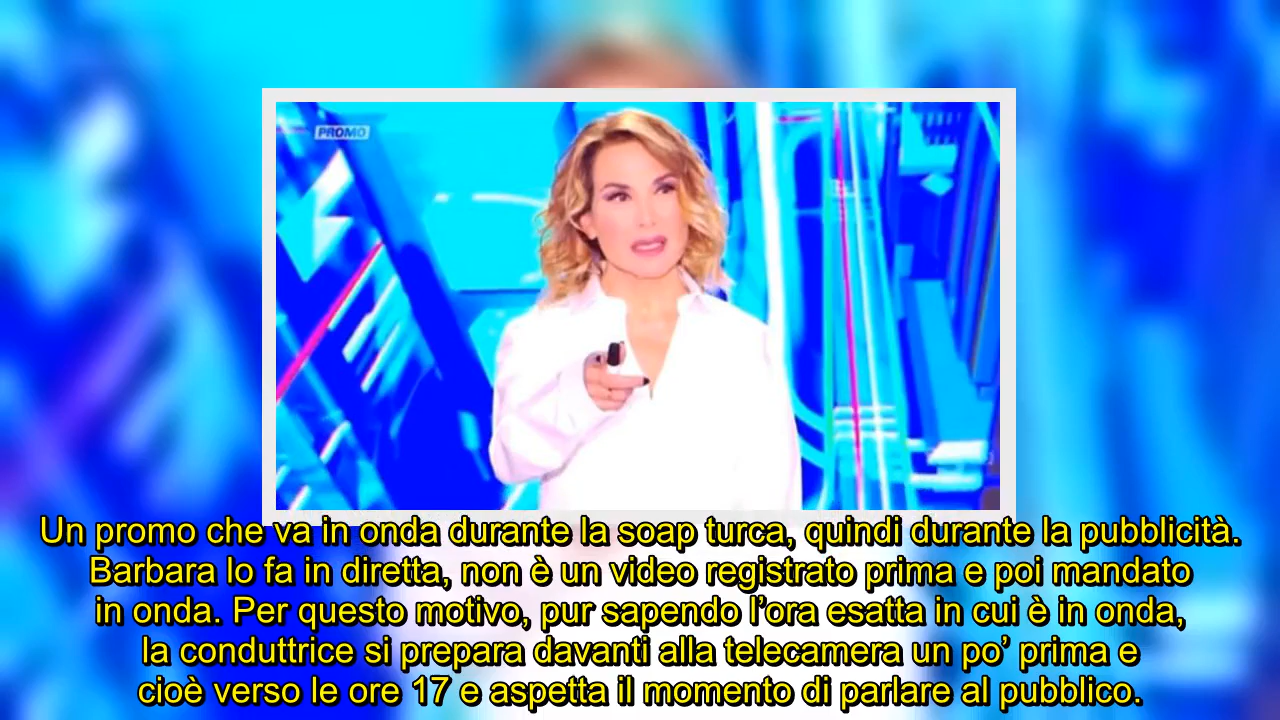 PROMO
Un promo che va in onda durante la soap turca, quindi durante la pubblicità.
Barbara lo fa in diretta, non è un video registrato prima e poi mandato
in onda. Per questo motivo, pur sapendo l’ora esatta in cui è in onda,
la conduttrice si prepara davanti alla telecamera un po’ prima e
cioè verso le ore 17 e aspetta il momento di parlare al pubblico.